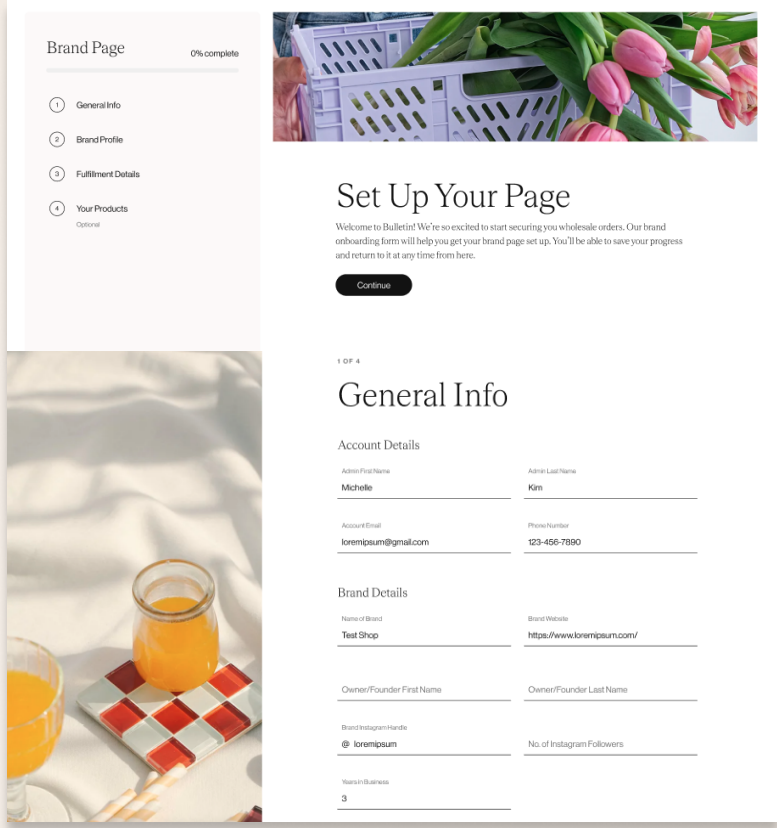 Brand Page
0% complete
1 General Info
2 Brand Profile
3 Fulfillment Details
4 Your Products
Optional
Set Up Your Page
Welcome to Bulletin! We're so excited to start securing you wholesale orders. Our brand
onboarding form will help you get your brand page set up. You'll be able to save your progress
and return to it at any time from here.
Continue
1 OF 4
General Info
Account Details
Admin First Name
Michelle
Admin Last Name
Kim
Account Email
loremipsum@gmail.com
Phone Number
123-456-7890
Brand Details
Name of Brand
Test Shop
Brand Website
https://www.loremipsum.com/
Owner/Founder First Name
Owner/Founder Last Name
Brand Instagram Handle
@ loremipsum
No. of Instagram Followers
Years in Business
3